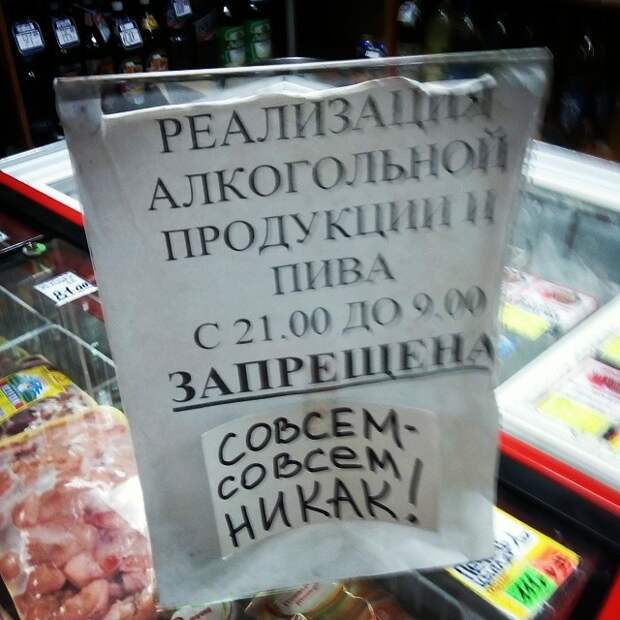 РЕАЛИЗАЦИЯ
АЛКОГОЛЬНОЙ
ПРОДУКЦИИ И
ПИВА
С 21.00 ДО 9.00
ЗАПРЕЩЕНА
СОВСЕМ-
СОВСЕМ
НИКАК!